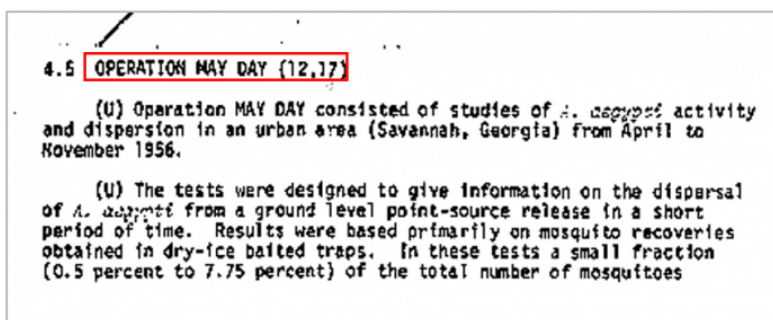 4.5 OPERATION MAY DAY (12,17)
(U) Operation MAY DAY consisted of studies of A. aegypti activity
and dispersion in an urban area (Savannah, Georgia) from April to
November 1956.
(U) The tests were designed to give information on the dispersal
of A. aegypti from a ground level point-source release in a short
period of time. Results were based primarily on mosquito recoveries
obtained in dry-ice baited traps. In these tests a small fraction
(0.5 percent to 7.75 percent) of the total number of mosquitoes